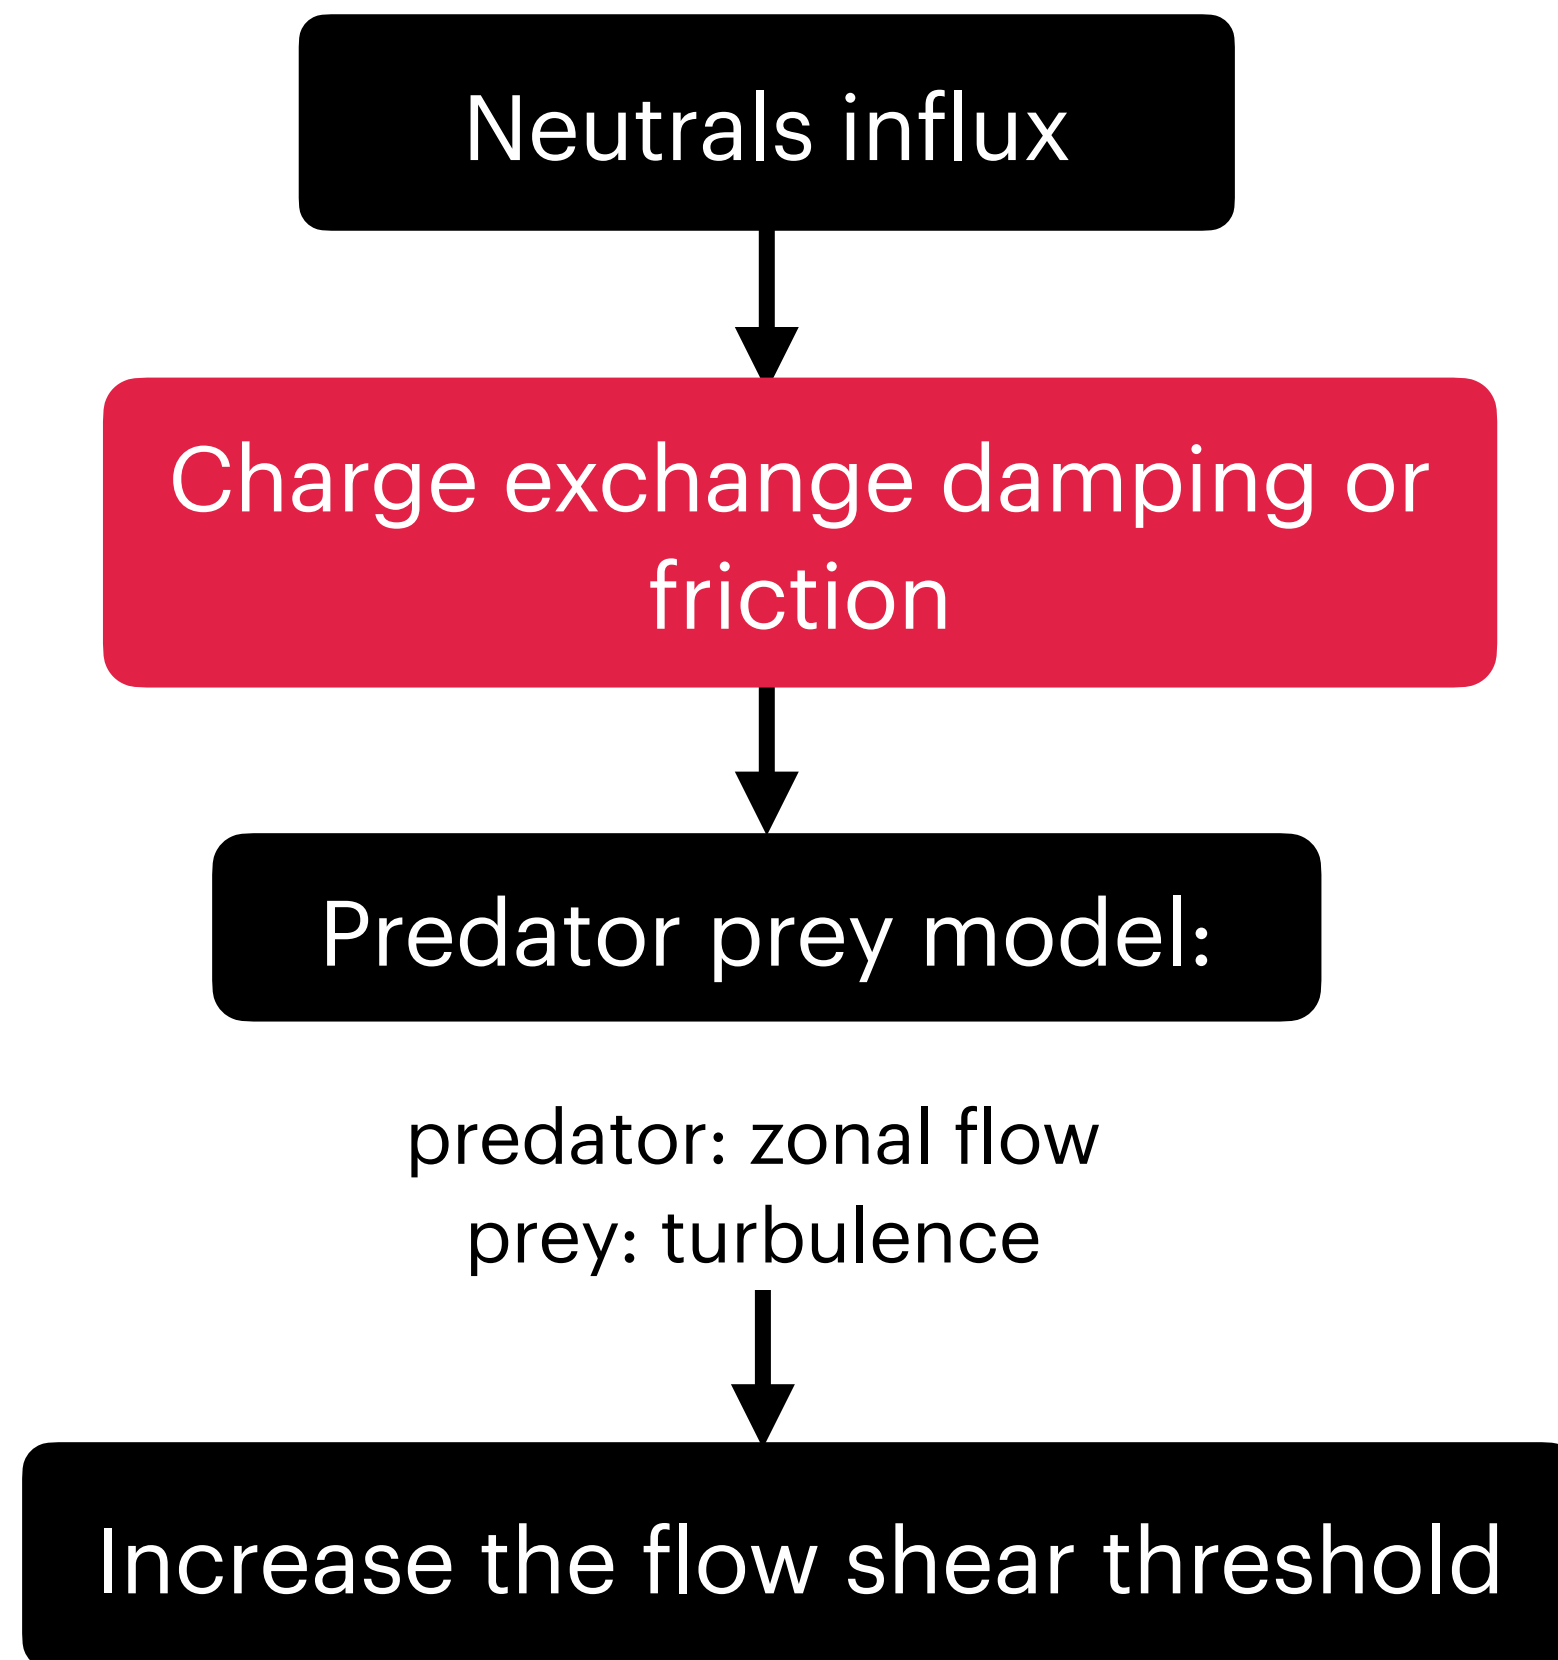 Neutrals influx
Charge exchange damping or
friction
Predator prey model:
predator: zonal flow
prey: turbulence
Increase the flow shear threshold